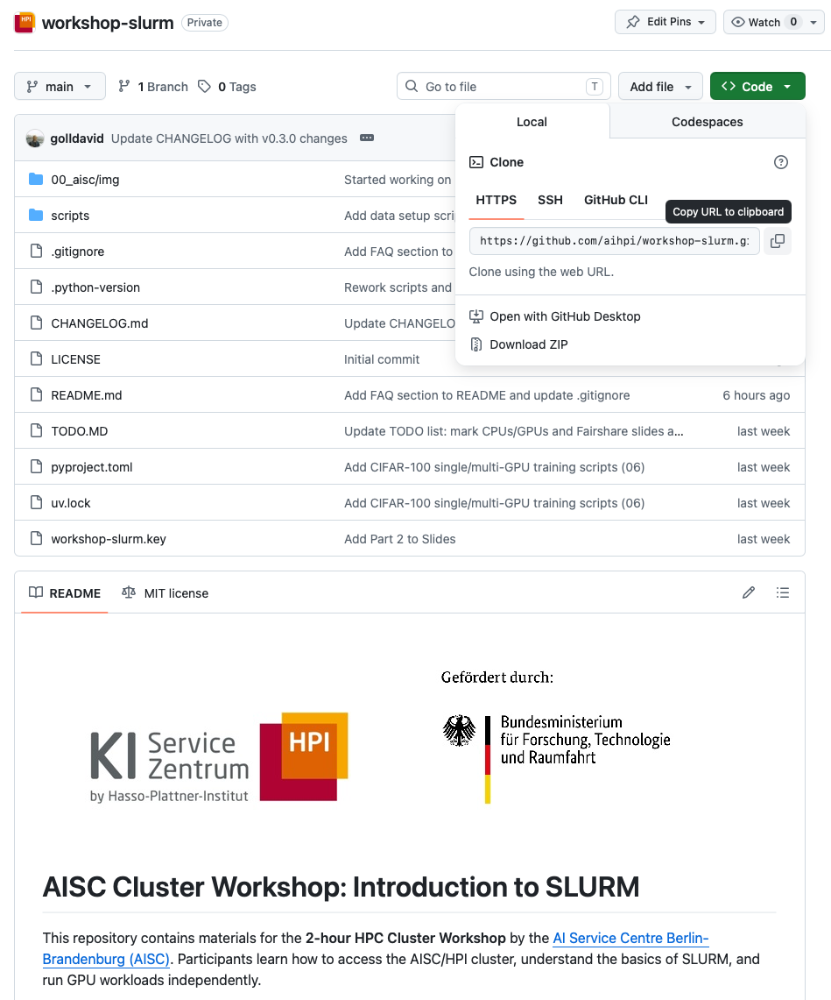 HPI workshop-slurm Private Edit Pins Watch 0
main 1 Branch 0 Tags Go to file T Add file Code
golldavid Update CHANGELOG with v0.3.0 changes
Local Codespaces
Clone
HTTPS SSH GitHub CLI
Copy URL to clipboard
https://github.com/aihpi/workshop-slurm.gi
Clone using the web URL.
Open with GitHub Desktop
Download ZIP
00_aisc/img Started working on
scripts Add data setup scri
.gitignore Add FAQ section to
.python-version Rework scripts and
CHANGELOG.md Update CHANGELO
LICENSE Initial commit
README.md Add FAQ section to README and update .gitignore 6 hours ago
TODO.MD Update TODO list: mark CPUs/GPUs and Fairshare slides a... last week
pyproject.toml Add CIFAR-100 single/multi-GPU training scripts (06) last week
uv.lock Add CIFAR-100 single/multi-GPU training scripts (06) last week
workshop-slurm.key Add Part 2 to Slides last week
README MIT license
KI Service Zentrum
by Hasso-Plattner-Institut
HPI
Gefördert durch:
Bundesministerium
für Forschung, Technologie
und Raumfahrt
AISC Cluster Workshop: Introduction to SLURM
This repository contains materials for the 2-hour HPC Cluster Workshop by the AI Service Centre Berlin-
Brandenburg (AISC). Participants learn how to access the AISC/HPI cluster, understand the basics of SLURM, and
run GPU workloads independently.